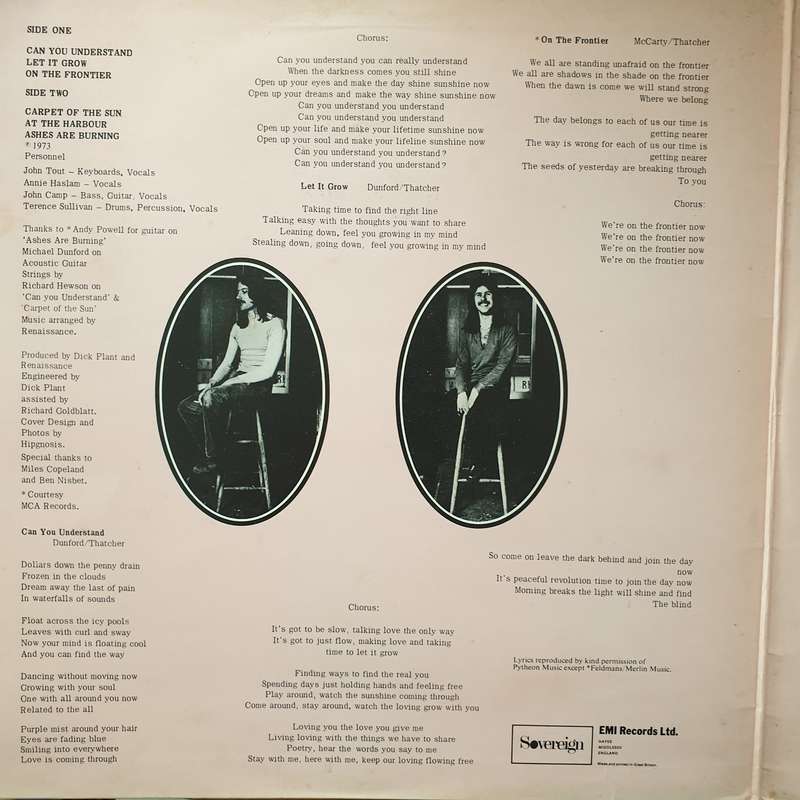 SIDE ONE
CAN YOU UNDERSTAND
LET IT GROW
ON THE FRONTIER
SIDE TWO
CARPET OF THE SUN
AT THE HARBOUR
ASHES ARE BURNING
℗ 1973
Personnel
John Tout – Keyboards, Vocals
Annie Haslam – Vocals
John Camp – Bass, Guitar, Vocals
Terence Sullivan – Drums, Percussion, Vocals
Thanks to *Andy Powell for guitar on
'Ashes Are Burning'
Michael Dunford on
Acoustic Guitar
Strings by
Richard Hewson on
'Can you Understand' &
'Carpet of the Sun'
Music arranged by
Renaissance.
Produced by Dick Plant and
Renaissance
Engineered by
Dick Plant
assisted by
Richard Goldblatt.
Cover Design and
Photos by
Hipgnosis.
Special thanks to
Miles Copeland
and Ben Nisbet.
*Courtesy
MCA Records.
Can You Understand
Dunford/Thatcher
Dollars down the penny drain
Frozen in the clouds
Dream away the last of pain
In waterfalls of sounds
Float across the icy pools
Leaves with curl and sway
Now your mind is floating cool
And you can find the way
Dancing without moving now
Growing with your soul
One with all around you now
Related to the all
Purple mist around your hair
Eyes are fading blue
Smiling into everywhere
Love is coming through
Chorus:
Can you understand you can really understand
When the darkness comes you still shine
Open up your eyes and make the day shine sunshine now
Open up your dreams and make the way shine sunshine now
Can you understand you understand
Can you understand you understand
Open up your life and make your lifetime sunshine now
Open up your soul and make your lifeline sunshine now
Can you understand you understand?
Can you understand you understand?
Let It Grow Dunford/Thatcher
Taking time to find the right line
Talking easy with the thoughts you want to share
Leaning down, feel you growing in my mind
Stealing down, going down, feel you growing in my mind
Chorus:
It's got to be slow, talking love the only way
It's got to just flow, making love and taking
time to let it grow
Finding ways to find the real you
Spending days just holding hands and feeling free
Play around, watch the sunshine coming through
Come around, stay around, watch the loving grow with you
Loving you the love you give me
Living loving with the things we have to share
Poetry, hear the words you say to me
Stay with me, here with me, keep our loving flowing free
*On The Frontier McCarty/Thatcher
We all are standing unafraid on the frontier
We all are shadows in the shade on the frontier
When the dawn is come we will stand strong
Where we belong
The day belongs to each of us our time is
getting nearer
The way is wrong for each of us our time is
getting nearer
The seeds of yesterday are breaking through
To you
Chorus:
We're on the frontier now
We're on the frontier now
We're on the frontier now
We're on the frontier now
So come on leave the dark behind and join the day
now
It's peaceful revolution time to join the day now
Morning breaks the light will shine and find
The blind
Lyrics reproduced by kind permission of
Pytheon Music except *Feldmans/Merlin Music.
Sovereign
EMI Records Ltd.
HAYES
MIDDLESEX
ENGLAND
Made and printed in Great Britain